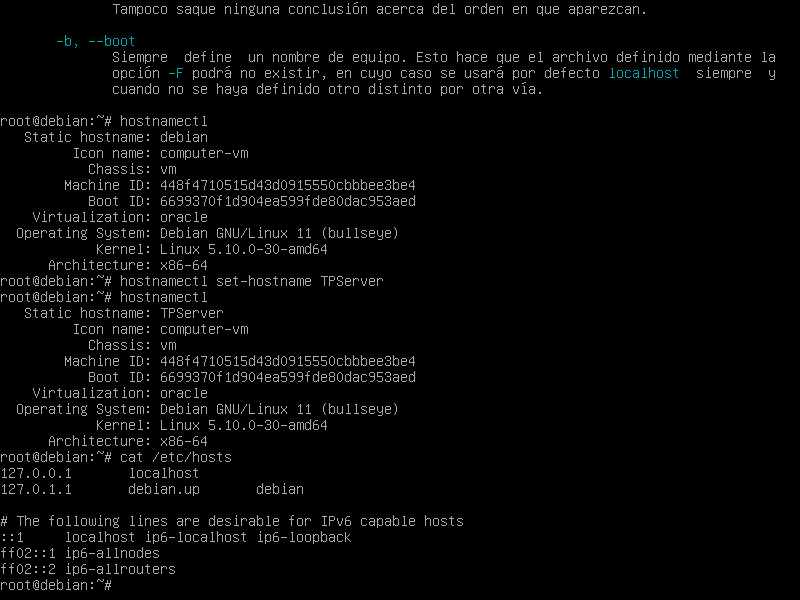 Tampoco saque ninguna conclusión acerca del orden en que aparezcan.
-b, --boot
Siempre define un nombre de equipo. Esto hace que el archivo definido mediante la
opción -F podrá no existir, en cuyo caso se usará por defecto localhost siempre y
cuando no se haya definido otro distinto por otra vía.
root@debian:~# hostnamectl
Static hostname: debian
Icon name: computer-vm
Chassis: vm
Machine ID: 448f4710515d43d0915550cbbbee3be4
Boot ID: 6699370f1d904ea599fde80dac953aed
Virtualization: oracle
Operating System: Debian GNU/Linux 11 (bullseye)
Kernel: Linux 5.10.0-30-amd64
Architecture: x86-64
root@debian:~# hostnamectl set-hostname TPServer
root@debian:~# hostnamectl
Static hostname: TPServer
Icon name: computer-vm
Chassis: vm
Machine ID: 448f4710515d43d0915550cbbbee3be4
Boot ID: 6699370f1d904ea599fde80dac953aed
Virtualization: oracle
Operating System: Debian GNU/Linux 11 (bullseye)
Kernel: Linux 5.10.0-30-amd64
Architecture: x86-64
root@debian:~# cat /etc/hosts
127.0.0.1 localhost
127.0.1.1 debian.up debian
# The following lines are desirable for IPv6 capable hosts
::1 localhost ip6-localhost ip6-loopback
ff02::1 ip6-allnodes
ff02::2 ip6-allrouters
root@debian:~#